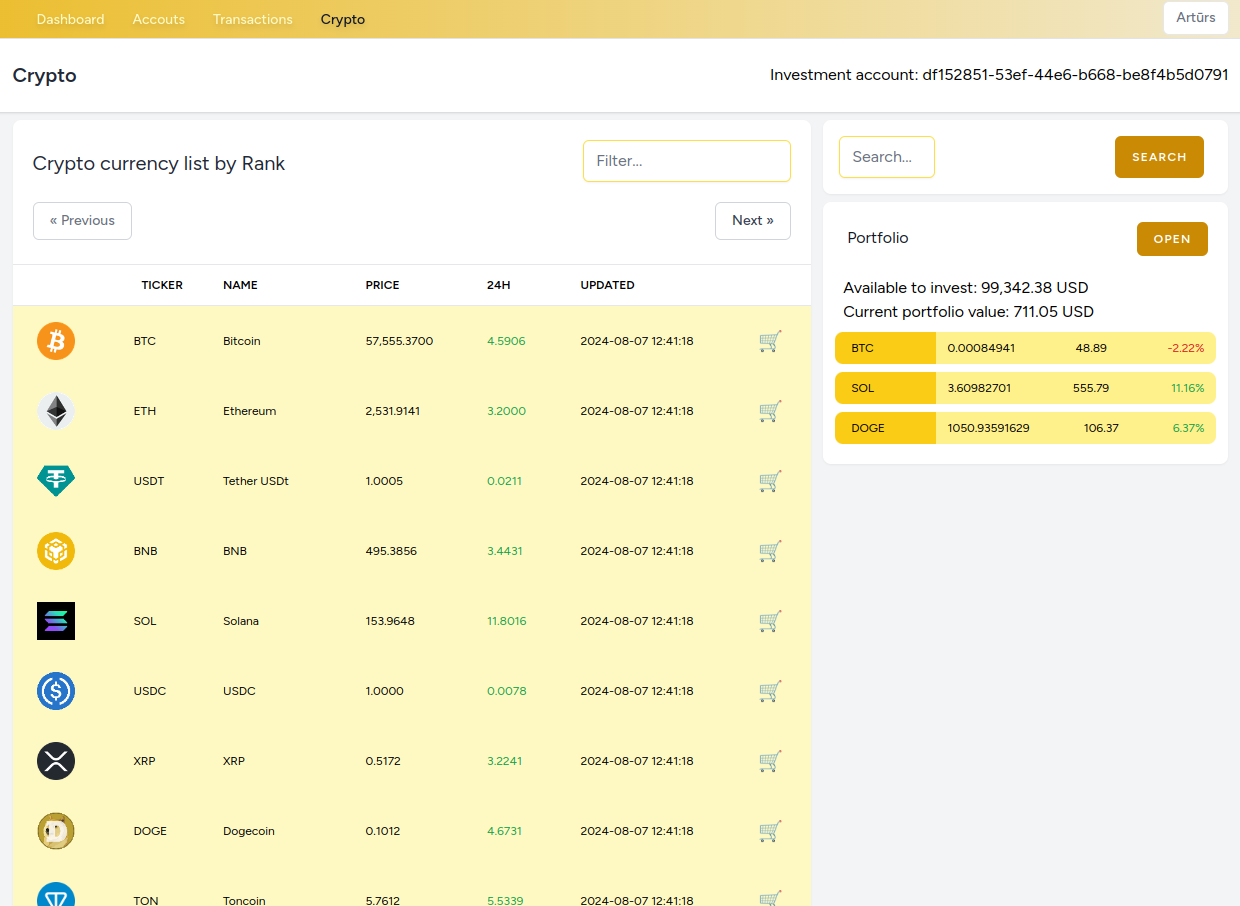 Dashboard Accouts Transactions Crypto Artūrs
Crypto Investment account: df152851-53ef-44e6-b668-be8f4b5d0791
Crypto currency list by Rank Filter...
« Previous Next »
TICKER NAME PRICE 24H UPDATED
BTC Bitcoin 57,555.3700 4.5906 2024-08-07 12:41:18
ETH Ethereum 2,531.9141 3.2000 2024-08-07 12:41:18
USDT Tether USDt 1.0005 0.0211 2024-08-07 12:41:18
BNB BNB 495.3856 3.4431 2024-08-07 12:41:18
SOL Solana 153.9648 11.8016 2024-08-07 12:41:18
USDC USDC 1.0000 0.0078 2024-08-07 12:41:18
XRP XRP 0.5172 3.2241 2024-08-07 12:41:18
DOGE Dogecoin 0.1012 4.6731 2024-08-07 12:41:18
TON Toncoin 5.7612 5.5339 2024-08-07 12:41:18
Search... SEARCH
Portfolio OPEN
Available to invest: 99,342.38 USD
Current portfolio value: 711.05 USD
BTC 0.00084941 48.89 -2.22%
SOL 3.60982701 555.79 11.16%
DOGE 1050.93591629 106.37 6.37%